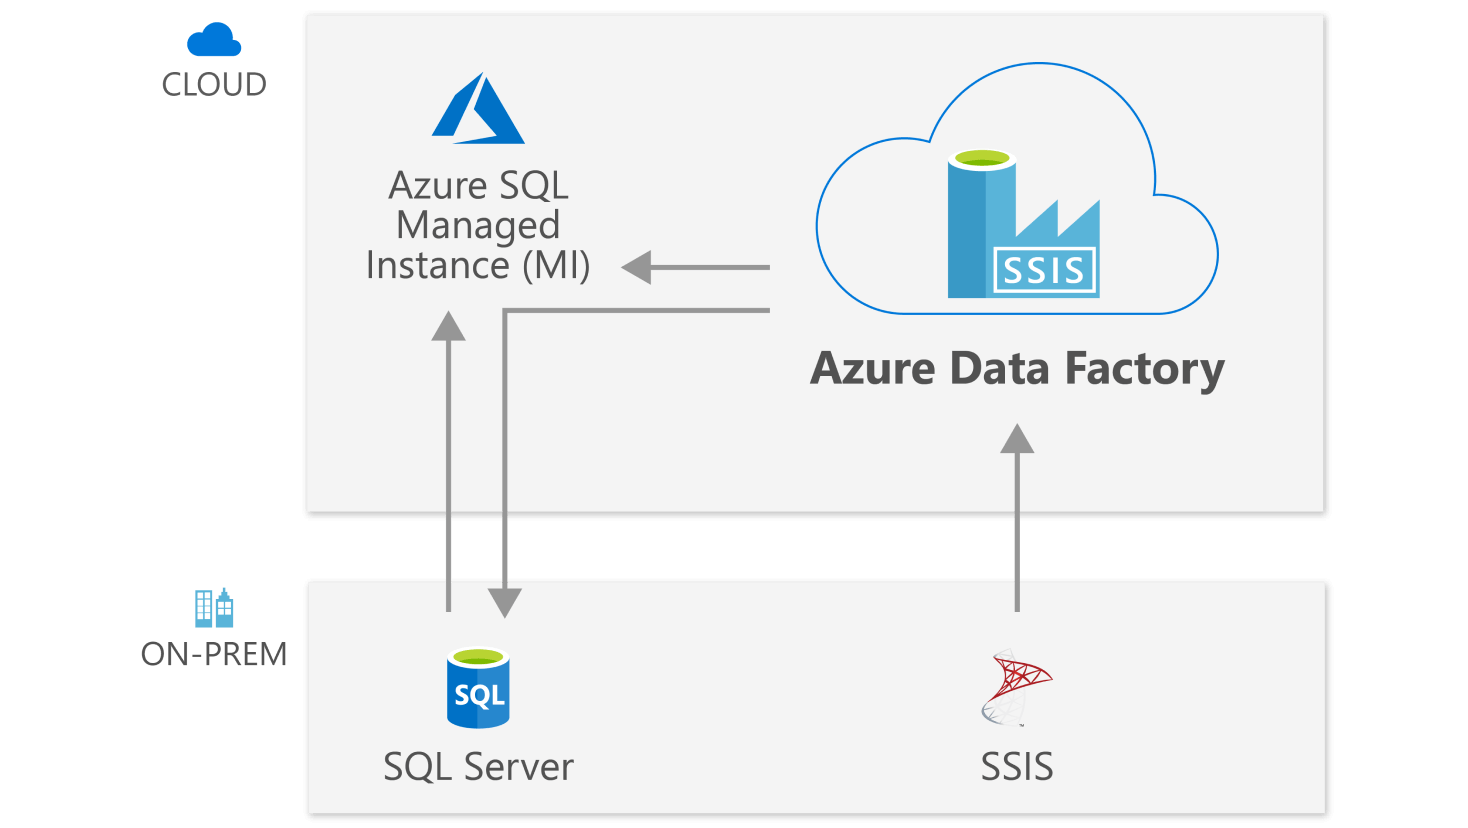 CLOUD
Azure SQL
Managed
Instance (MI)
SSIS
Azure Data Factory
ON-PREM
SQL
SQL Server
SSIS